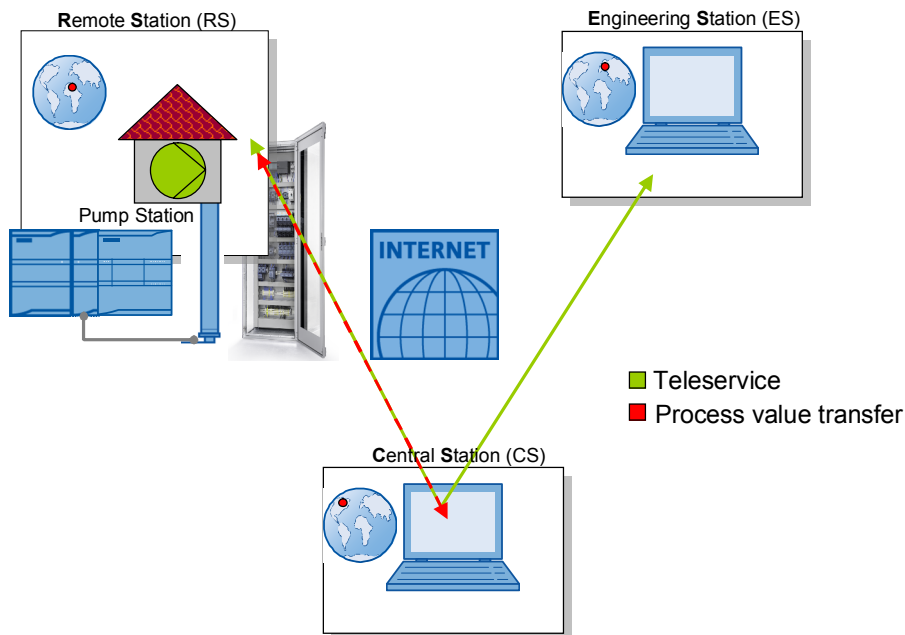 Remote Station (RS)
Engineering Station (ES)
Pump Station
INTERNET
Teleservice
Process value transfer
Central Station (CS)